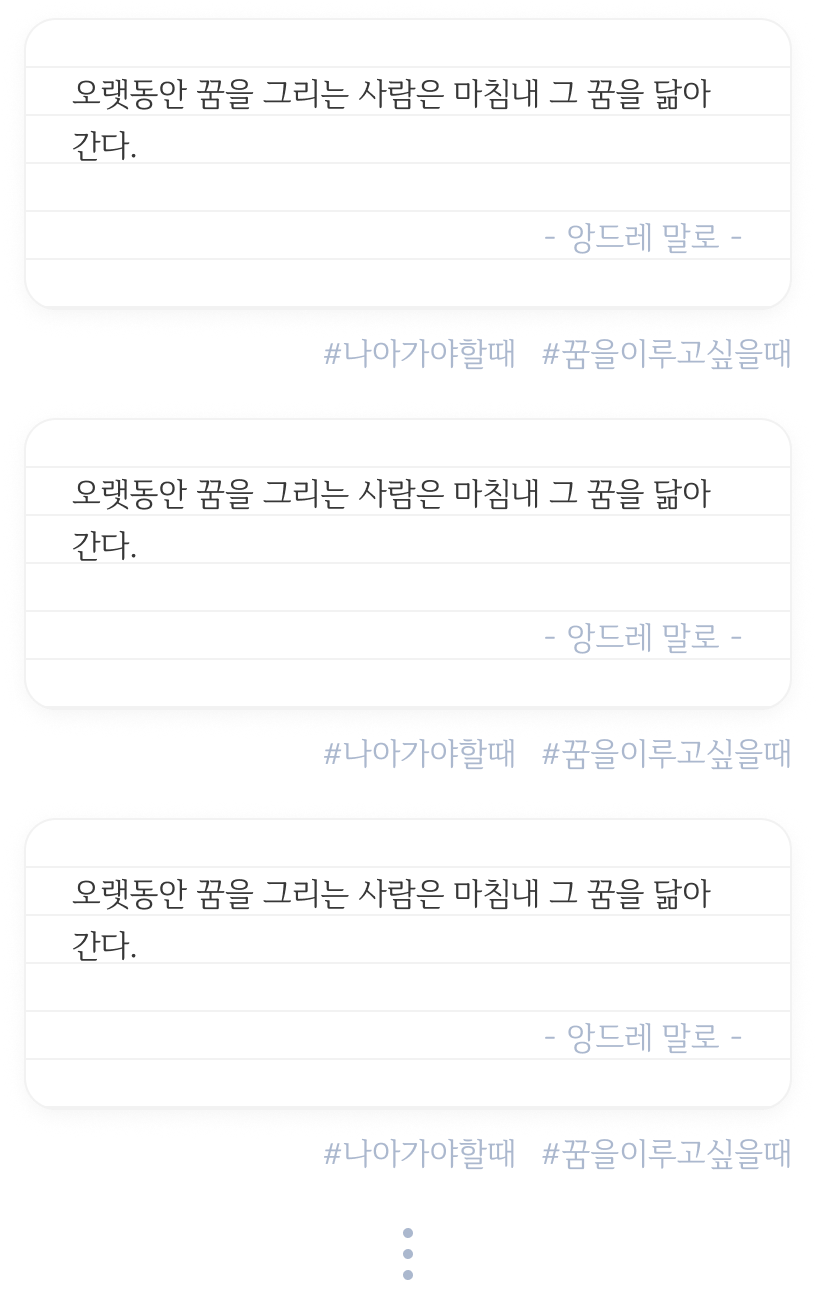 오랫동안 꿈을 그리는 사람은 마침내 그 꿈을 닮아
간다.
- 앙드레 말로 -
#나아가야할때 #꿈을이루고싶을때
오랫동안 꿈을 그리는 사람은 마침내 그 꿈을 닮아
간다.
- 앙드레 말로 -
#나아가야할때 #꿈을이루고싶을때
오랫동안 꿈을 그리는 사람은 마침내 그 꿈을 닮아
간다.
- 앙드레 말로 -
#나아가야할때 #꿈을이루고싶을때